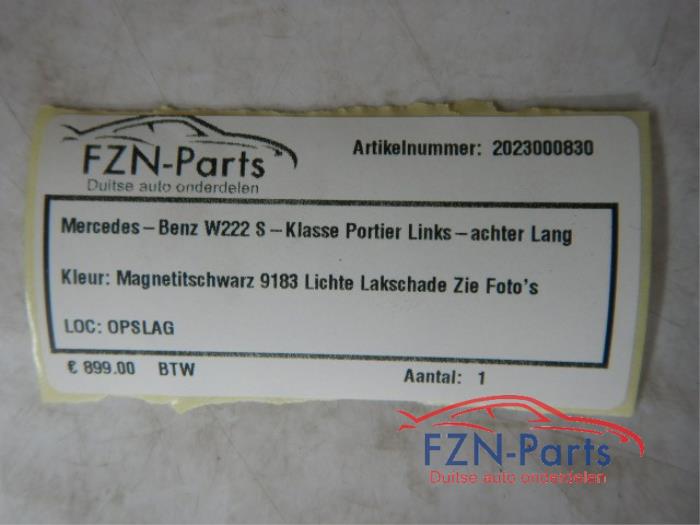 FZN-Parts
Duitse auto onderdelen
Artikelnummer: 2023000830
Mercedes-Benz W222 S-Klasse Portier Links-achter Lang
Kleur: Magnetitschwarz 9183 Lichte Lakschade Zie Foto's
LOC: OPSLAG
€ 899.00 BTW
Aantal: 1
FZN-Parts
Duitse auto onderdelen